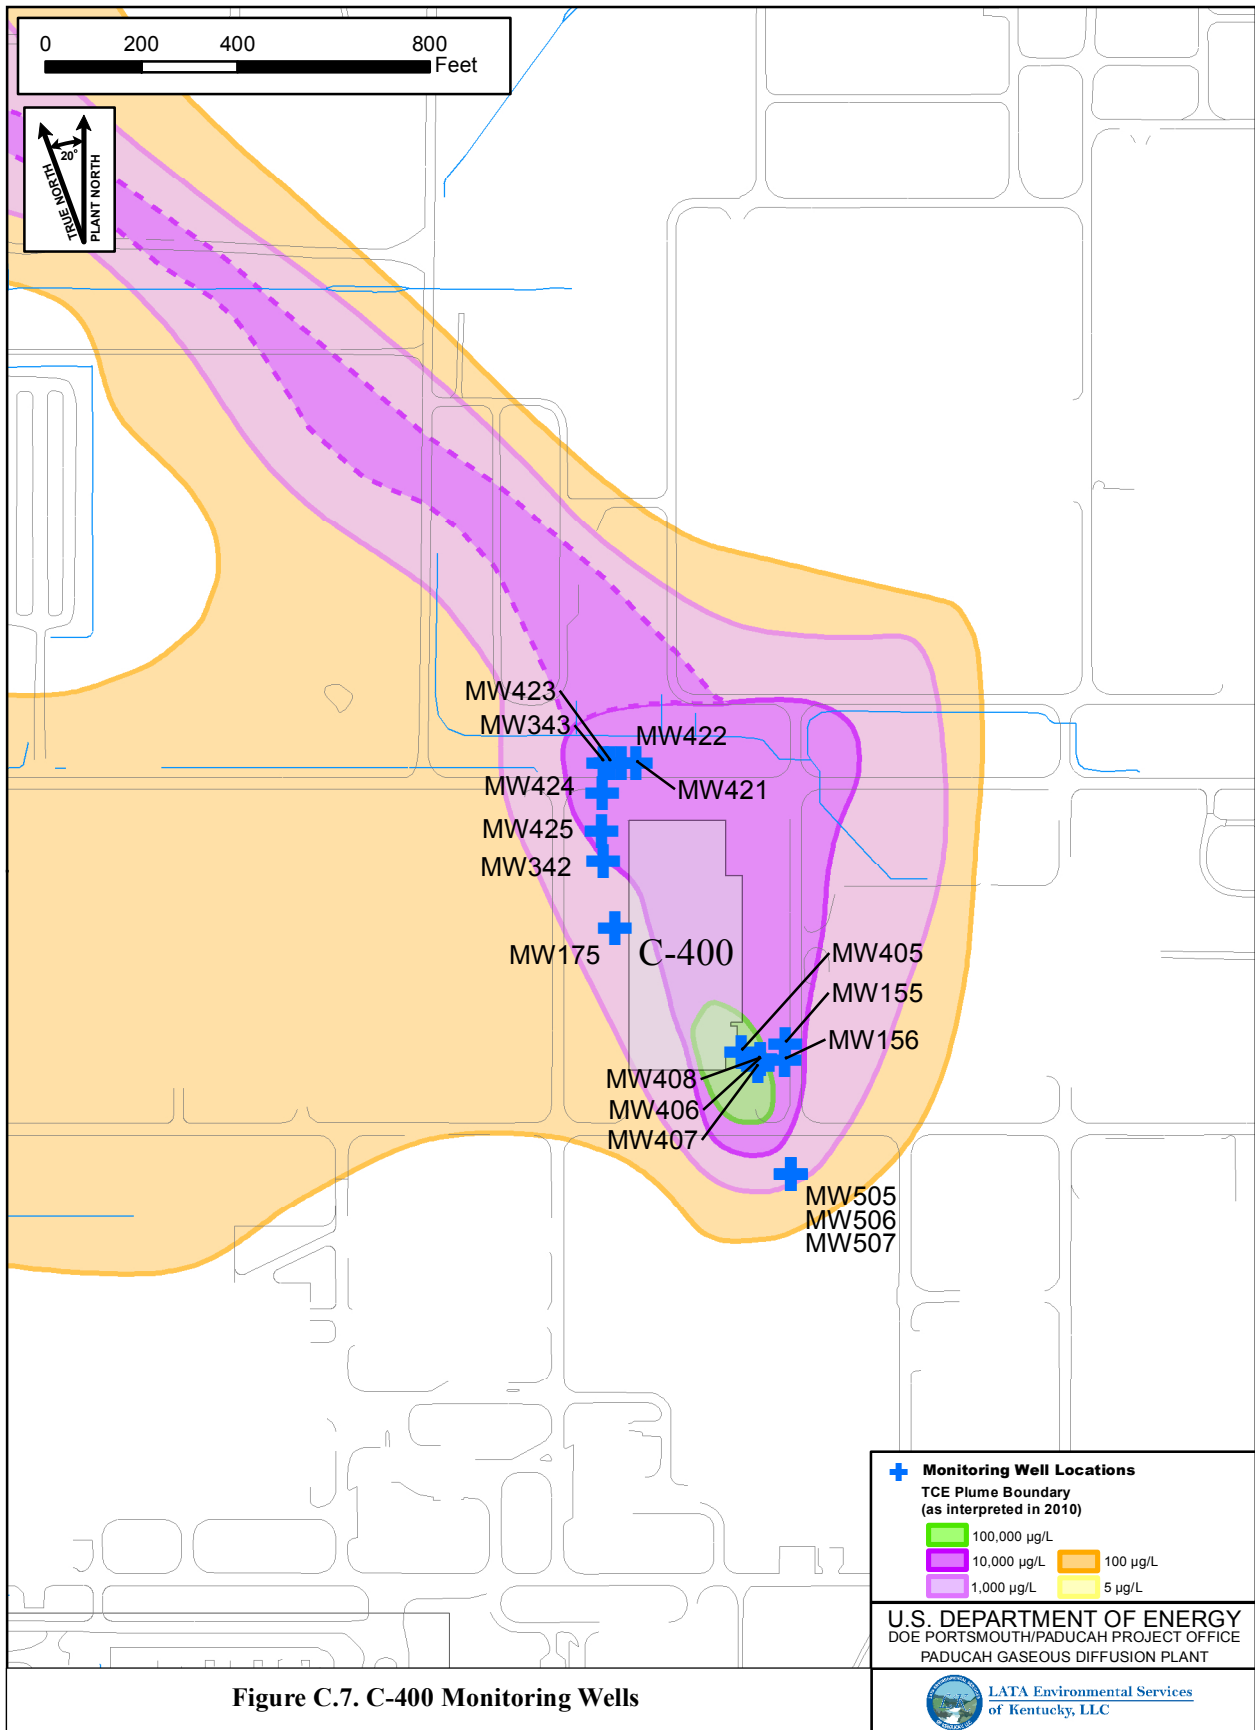 0 200 400 800
Feet
20°
TRUE NORTH
PLANT NORTH
MW423
MW343
MW422
MW424
MW421
MW425
MW342
MW175
C-400
MW405
MW155
MW156
MW408
MW406
MW407
MW505
MW506
MW507
Monitoring Well Locations
TCE Plume Boundary
(as interpreted in 2010)
100,000 µg/L
10,000 µg/L 100 µg/L
1,000 µg/L 5 µg/L
U.S. DEPARTMENT OF ENERGY
DOE PORTSMOUTH/PADUCAH PROJECT OFFICE
PADUCAH GASEOUS DIFFUSION PLANT
Figure C.7. C-400 Monitoring Wells
LATA Environmental Services
of Kentucky, LLC